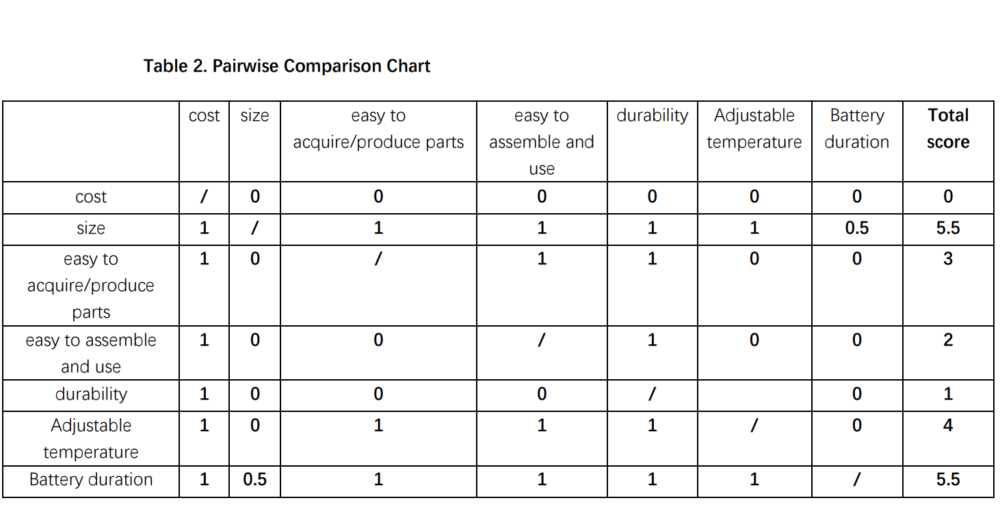 Table 2. Pairwise Comparison Chart
cost size easy to acquire/produce parts easy to assemble and use durability Adjustable temperature Battery duration Total score
cost / 0 0 0 0 0 0 0
size 1 / 1 1 1 1 0.5 5.5
easy to acquire/produce parts 1 0 / 1 1 0 0 3
easy to assemble and use 1 0 0 / 1 0 0 2
durability 1 0 0 0 / 0 1
Adjustable temperature 1 0 1 1 1 / 0 4
Battery duration 1 0.5 1 1 1 1 / 5.5